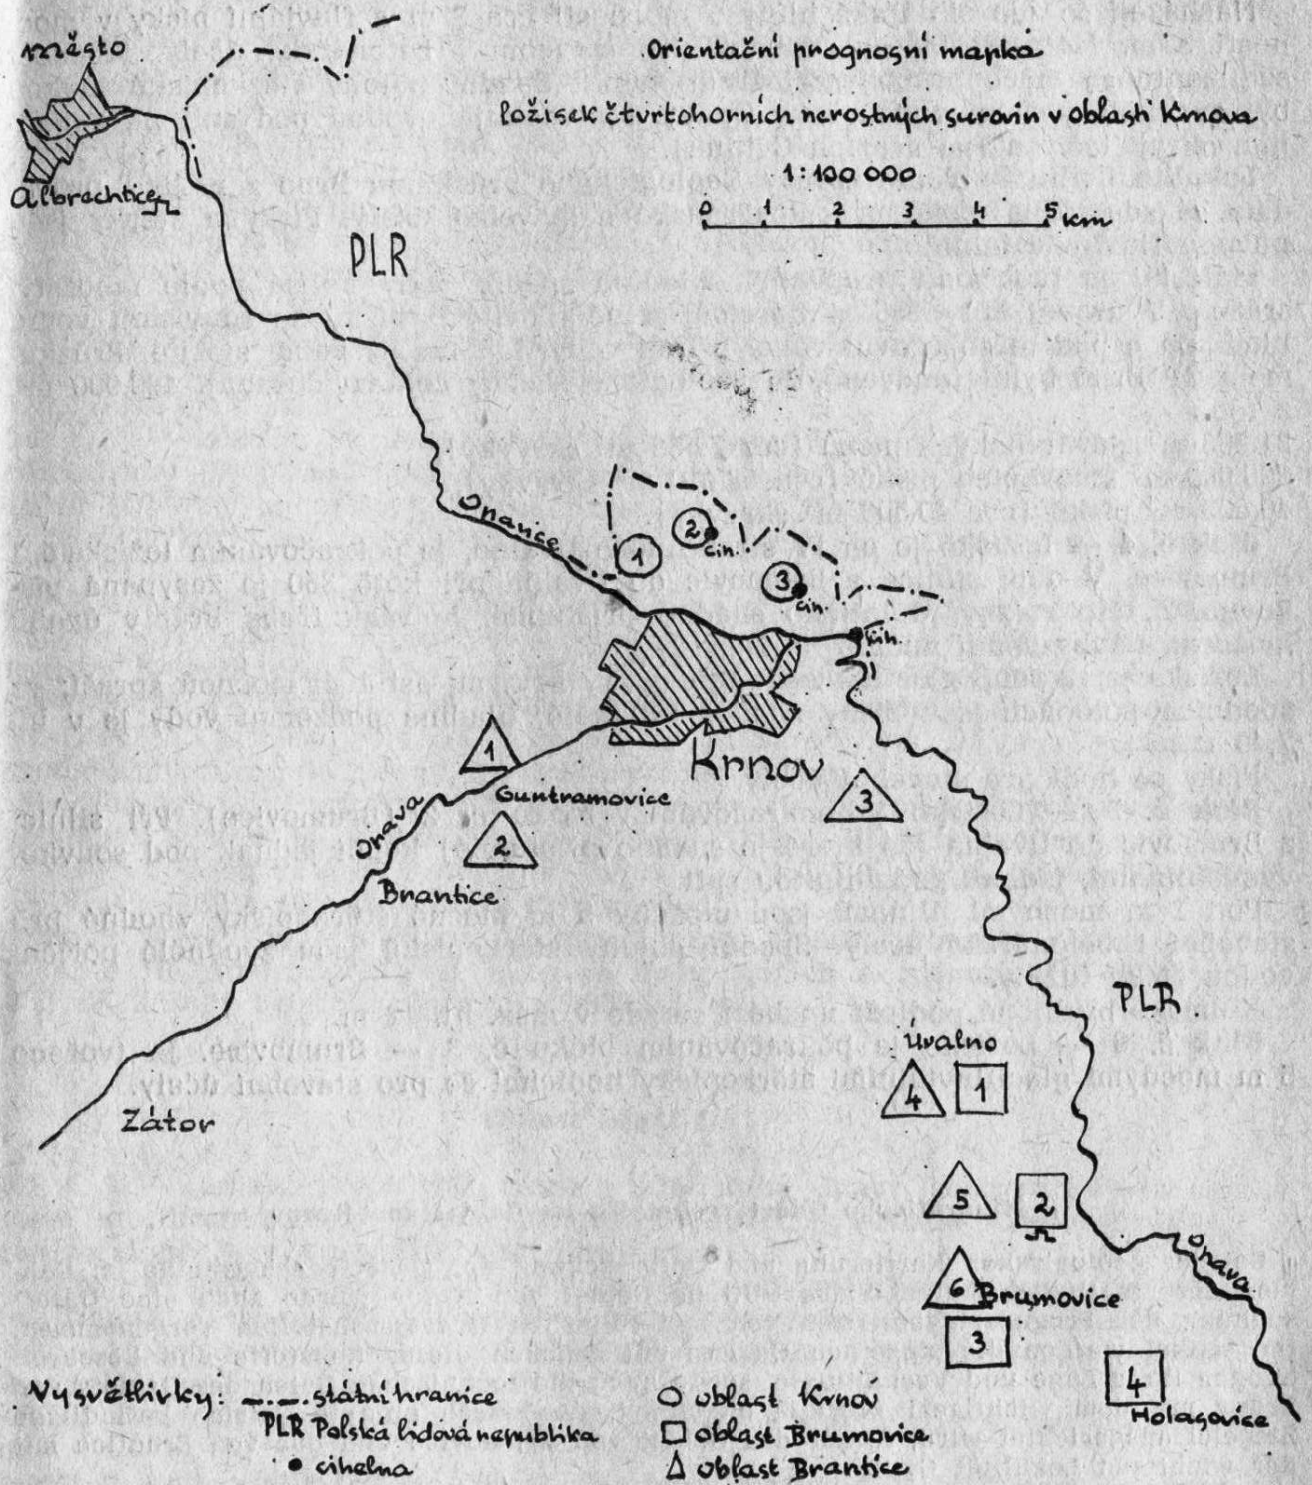 město
Albrechtice
Orientační prognosní mapka
ložisek čtvrtohorních nerostných surovin v oblasti Krnova
1:100 000
0 1 2 3 4 5 km
PLR
Opavice
1
2
čin.
3
cin.
Krnov
1
Guntramovice
Opava
2
Brantice
3
PLR
Úvalno
4
1
Zátor
5
2
Opava
6
Brumovice
3
4
Holasovice
Vysvětlivky:
státní hranice
PLR Polská lidová republika
cihelna
oblast Krnov
oblast Brumovice
oblast Brantice